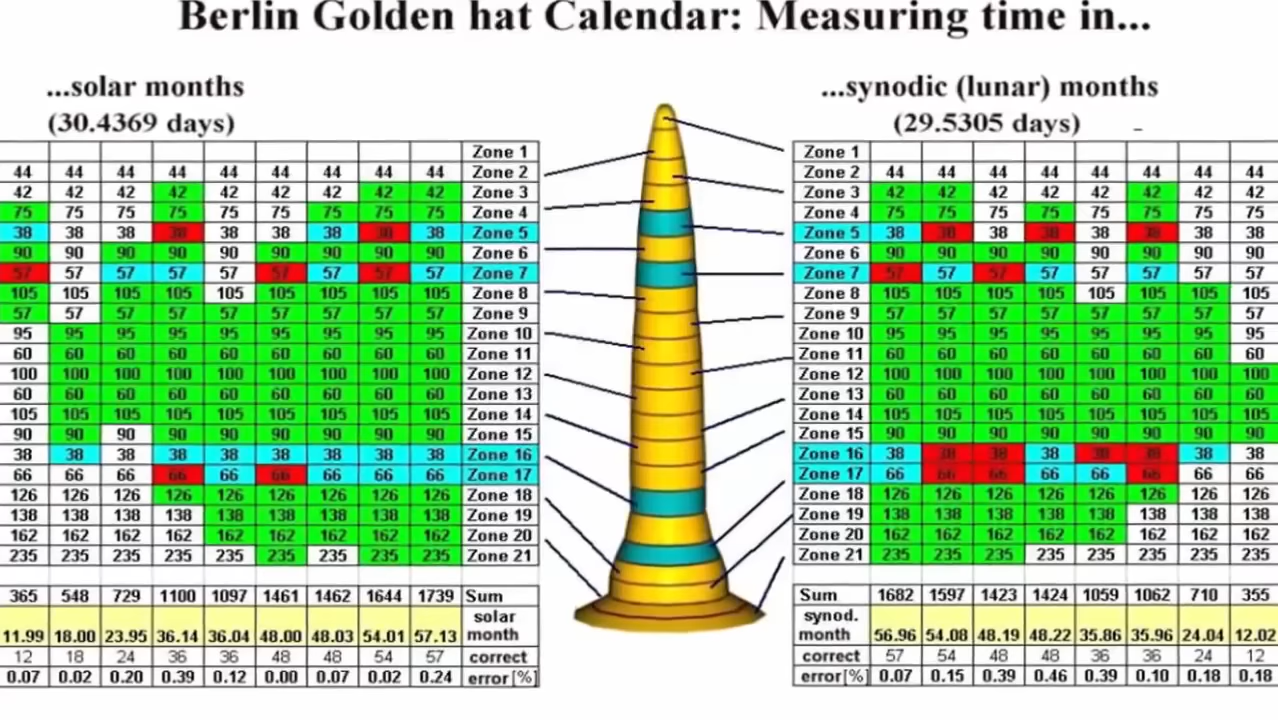 Berlin Golden hat Calendar: Measuring time in...
...solar months
(30.4369 days)
Zone 1
44 44 44 44 44 44 44 44 44 Zone 2
42 42 42 42 42 42 42 42 42 Zone 3
75 75 75 75 75 75 75 75 75 Zone 4
38 38 38 38 38 38 38 38 38 Zone 5
90 90 90 90 90 90 90 90 90 Zone 6
57 57 57 57 57 57 57 57 57 Zone 7
105 105 105 105 105 105 105 105 105 Zone 8
57 57 57 57 57 57 57 57 57 Zone 9
95 95 95 95 95 95 95 95 95 Zone 10
60 60 60 60 60 60 60 60 60 Zone 11
100 100 100 100 100 100 100 100 100 Zone 12
60 60 60 60 60 60 60 60 60 Zone 13
105 105 105 105 105 105 105 105 105 Zone 14
90 90 90 90 90 90 90 90 90 Zone 15
38 38 38 38 38 38 38 38 38 Zone 16
66 66 66 66 66 66 66 66 66 Zone 17
126 126 126 126 126 126 126 126 126 Zone 18
138 138 138 138 138 138 138 138 138 Zone 19
162 162 162 162 162 162 162 162 162 Zone 20
235 235 235 235 235 235 235 235 235 Zone 21
365 548 729 1100 1097 1461 1462 1644 1739 Sum
solar
11.99 18.00 23.95 36.14 36.04 48.00 48.03 54.01 57.13 month
12 18 24 36 36 48 48 54 57 correct
0.07 0.02 0.20 0.39 0.12 0.00 0.07 0.02 0.24 error[%]
...synodic (lunar) months
(29.5305 days)
Zone 1
Zone 2 44 44 44 44 44 44 44 44
Zone 3 42 42 42 42 42 42 42 42
Zone 4 75 75 75 75 75 75 75 75
Zone 5 38 38 38 38 38 38 38 38
Zone 6 90 90 90 90 90 90 90 90
Zone 7 57 57 57 57 57 57 57 57
Zone 8 105 105 105 105 105 105 105 105
Zone 9 57 57 57 57 57 57 57 57
Zone 10 95 95 95 95 95 95 95 95
Zone 11 60 60 60 60 60 60 60 60
Zone 12 100 100 100 100 100 100 100 100
Zone 13 60 60 60 60 60 60 60 60
Zone 14 105 105 105 105 105 105 105 105
Zone 15 90 90 90 90 90 90 90 90
Zone 16 38 38 38 38 38 38 38 38
Zone 17 66 66 66 66 66 66 66 66
Zone 18 126 126 126 126 126 126 126 126
Zone 19 138 138 138 138 138 138 138 138
Zone 20 162 162 162 162 162 162 162 162
Zone 21 235 235 235 235 235 235 235 235
Sum 1682 1597 1423 1424 1059 1062 710 355
synod.
month 56.96 54.08 48.19 48.22 35.86 35.96 24.04 12.02
correct 57 54 48 48 36 36 24 12
error[%] 0.07 0.15 0.39 0.46 0.39 0.10 0.18 0.18